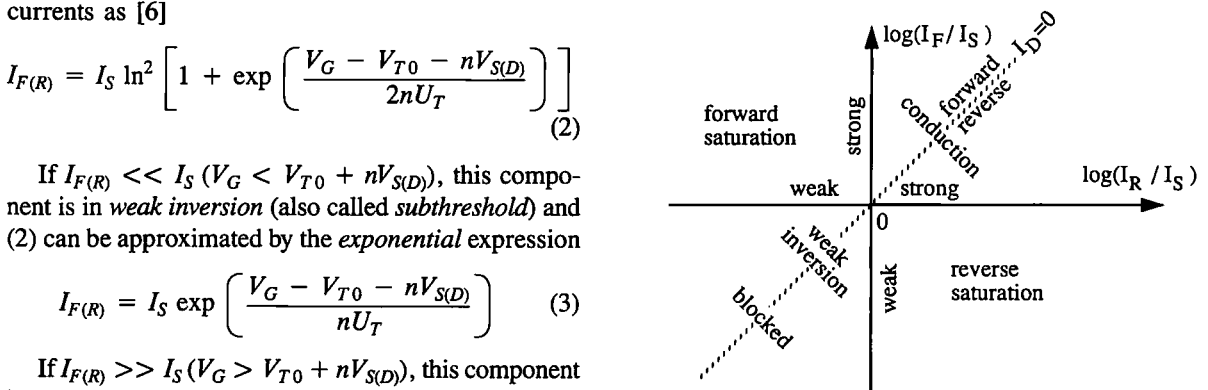 currents as [6]
I_{F(R)} = I_S ln² [ 1 + exp ( (V_G − V_{T0} − nV_{S(D)}) / (2nU_T) ) ]
(2)
If I_{F(R)} << I_S (V_G < V_{T0} + nV_{S(D)}), this compo-
nent is in weak inversion (also called subthreshold) and
(2) can be approximated by the exponential expression
I_{F(R)} = I_S exp ( (V_G − V_{T0} − nV_{S(D)}) / (nU_T) ) (3)
If I_{F(R)} >> I_S (V_G > V_{T0} + nV_{S(D)}), this component
log(I_F / I_S)
I_D=0
forward
reverse
conduction
strong
forward
saturation
log(I_R / I_S)
weak
strong
0
weak
inversion
weak
reverse
saturation
blocked